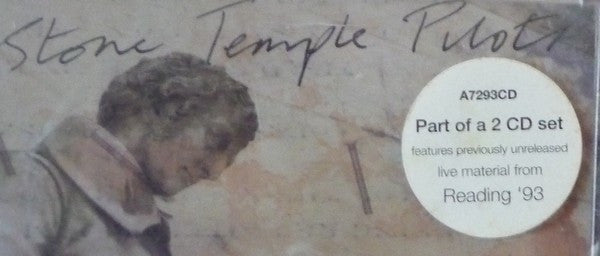 Stone Temple Pilots
A7293CD
Part of a 2 CD set
features previously unreleased
live material from
Reading '93